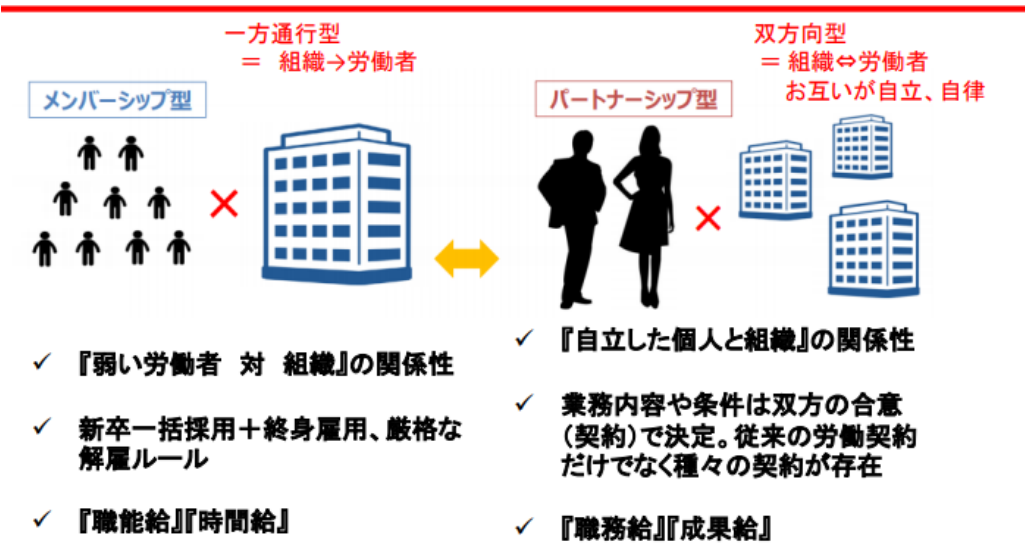 一方通行型
＝ 組織→労働者
メンバーシップ型
✓ 『弱い労働者 対 組織』の関係性
✓ 新卒一括採用＋終身雇用、厳格な
解雇ルール
✓ 『職能給』『時間給』
双方向型
＝ 組織⇔労働者
お互いが自立、自律
パートナーシップ型
✓ 『自立した個人と組織』の関係性
✓ 業務内容や条件は双方の合意
（契約）で決定。従来の労働契約
だけでなく種々の契約が存在
✓ 『職務給』『成果給』